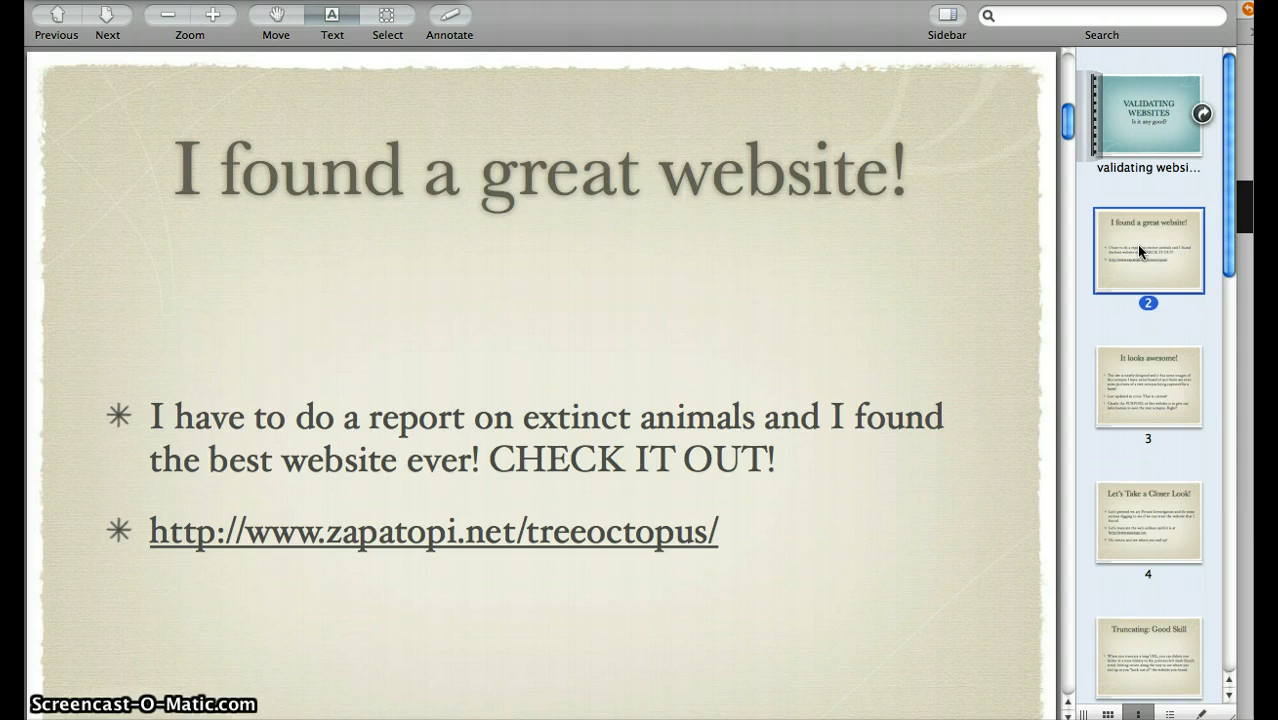 Previous
Next
Zoom
Move
Text
Select
Annotate
Sidebar
Search
I found a great website!
✳ I have to do a report on extinct animals and I found
the best website ever! CHECK IT OUT!
✳ http://www.zapatopi.net/treeoctopus/
VALIDATING
WEBSITES
Is it any good?
validating websi...
I found a great website!
2
It looks awesome!
3
Let's Take a Closer Look!
4
Truncating: Good Skill
Screencast-O-Matic.com